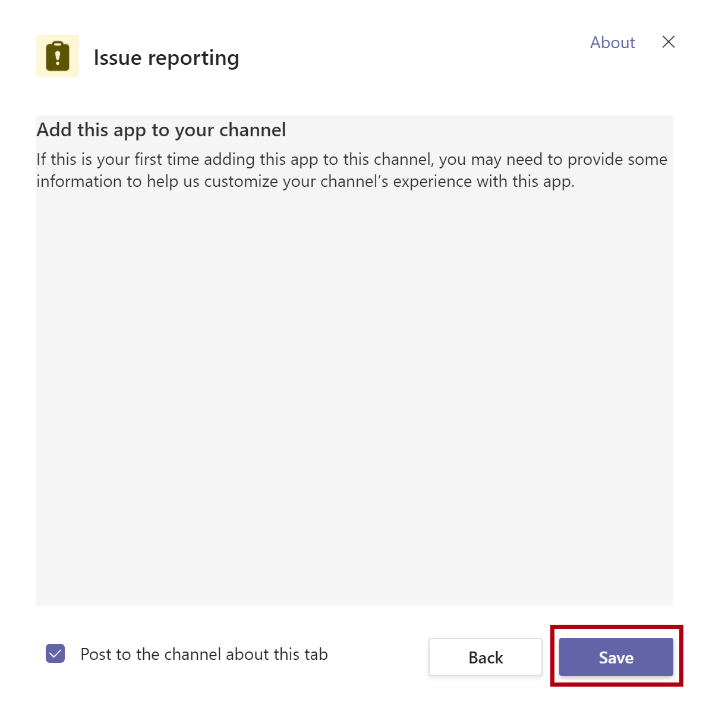 Issue reporting
About
Add this app to your channel
If this is your first time adding this app to this channel, you may need to provide some
information to help us customize your channel’s experience with this app.
Post to the channel about this tab
Back
Save